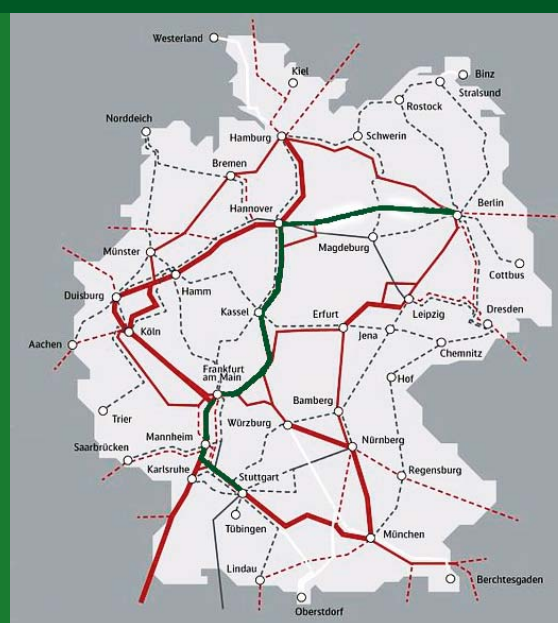 Westerland
Kiel
Binz
Stralsund
Rostock
Norddeich
Hamburg
Schwerin
Bremen
Hannover
Berlin
Magdeburg
Münster
Cottbus
Hamm
Duisburg
Leipzig
Kassel
Erfurt
Dresden
Köln
Jena
Aachen
Chemnitz
Frankfurt
am Main
Hof
Bamberg
Trier
Würzburg
Mannheim
Nürnberg
Saarbrücken
Karlsruhe
Regensburg
Stuttgart
Tübingen
München
Lindau
Berchtesgaden
Oberstdorf